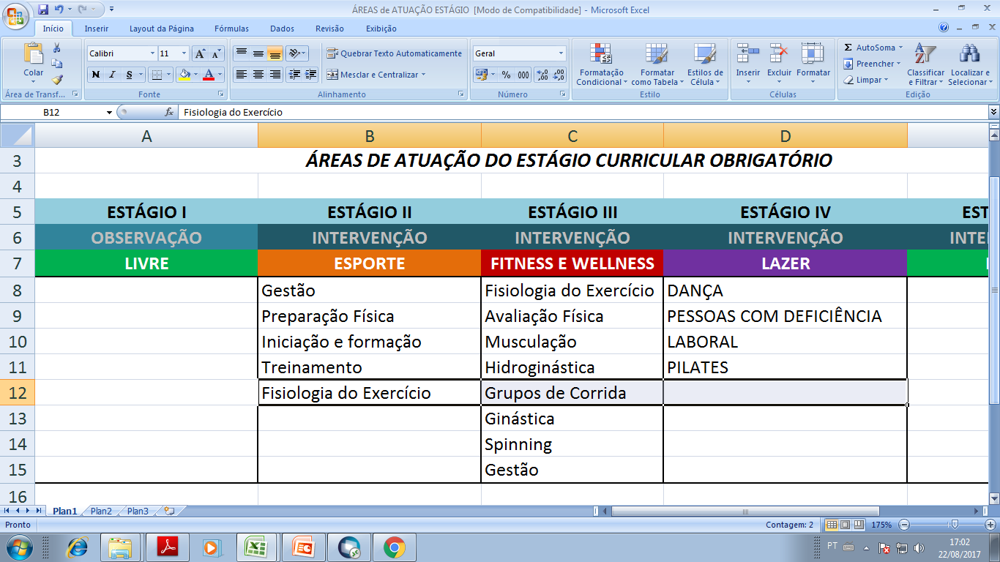 ÁREAS de ATUAÇÃO ESTÁGIO [Modo de Compatibilidade] - Microsoft Excel
Início Inserir Layout da Página Fórmulas Dados Revisão Exibição
Colar
Área de Transf...
Calibri 11
N I S
A A
Fonte
Quebrar Texto Automaticamente
Mesclar e Centralizar
Alinhamento
Geral
% 000
Número
Formatação Condicional
Formatar como Tabela
Estilos de Célula
Estilo
Inserir Excluir Formatar
Células
Σ AutoSoma
Preencher
Limpar
Classificar e Filtrar
Localizar e Selecionar
Edição
B12 fx Fisiologia do Exercício
A B C D
3 ÁREAS DE ATUAÇÃO DO ESTÁGIO CURRICULAR OBRIGATÓRIO
4
5 ESTÁGIO I ESTÁGIO II ESTÁGIO III ESTÁGIO IV EST
6 OBSERVAÇÃO INTERVENÇÃO INTERVENÇÃO INTERVENÇÃO INTE
7 LIVRE ESPORTE FITNESS E WELLNESS LAZER
8 Gestão Fisiologia do Exercício DANÇA
9 Preparação Física Avaliação Física PESSOAS COM DEFICIÊNCIA
10 Iniciação e formação Musculação LABORAL
11 Treinamento Hidroginástica PILATES
12 Fisiologia do Exercício Grupos de Corrida
13 Ginástica
14 Spinning
15 Gestão
16
Plan1 Plan2 Plan3
Pronto Contagem: 2 175%
PT 17:02
22/08/2017